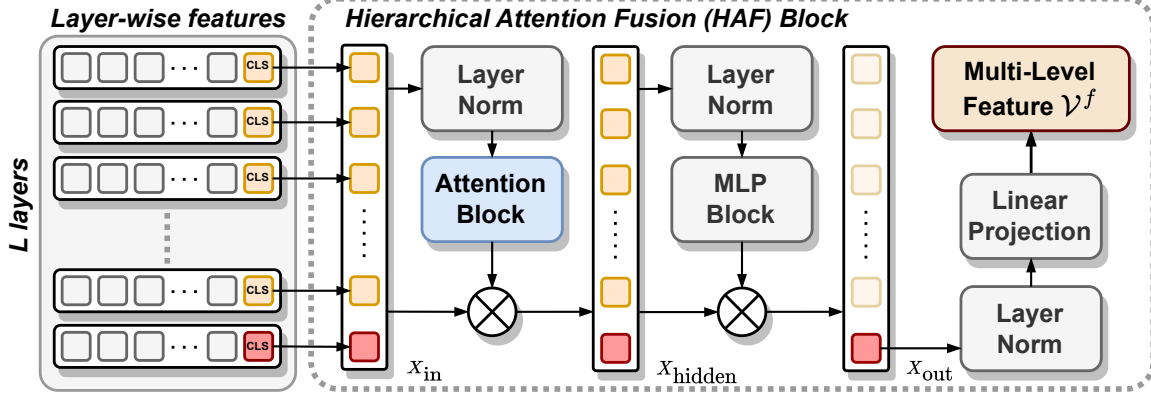 Layer-wise features
Hierarchical Attention Fusion (HAF) Block
L layers
CLS
CLS
CLS
CLS
CLS
Layer
Norm
Attention
Block
Layer
Norm
MLP
Block
Multi-Level
Feature 𝒱^f
Linear
Projection
Layer
Norm
x_in
x_hidden
x_out